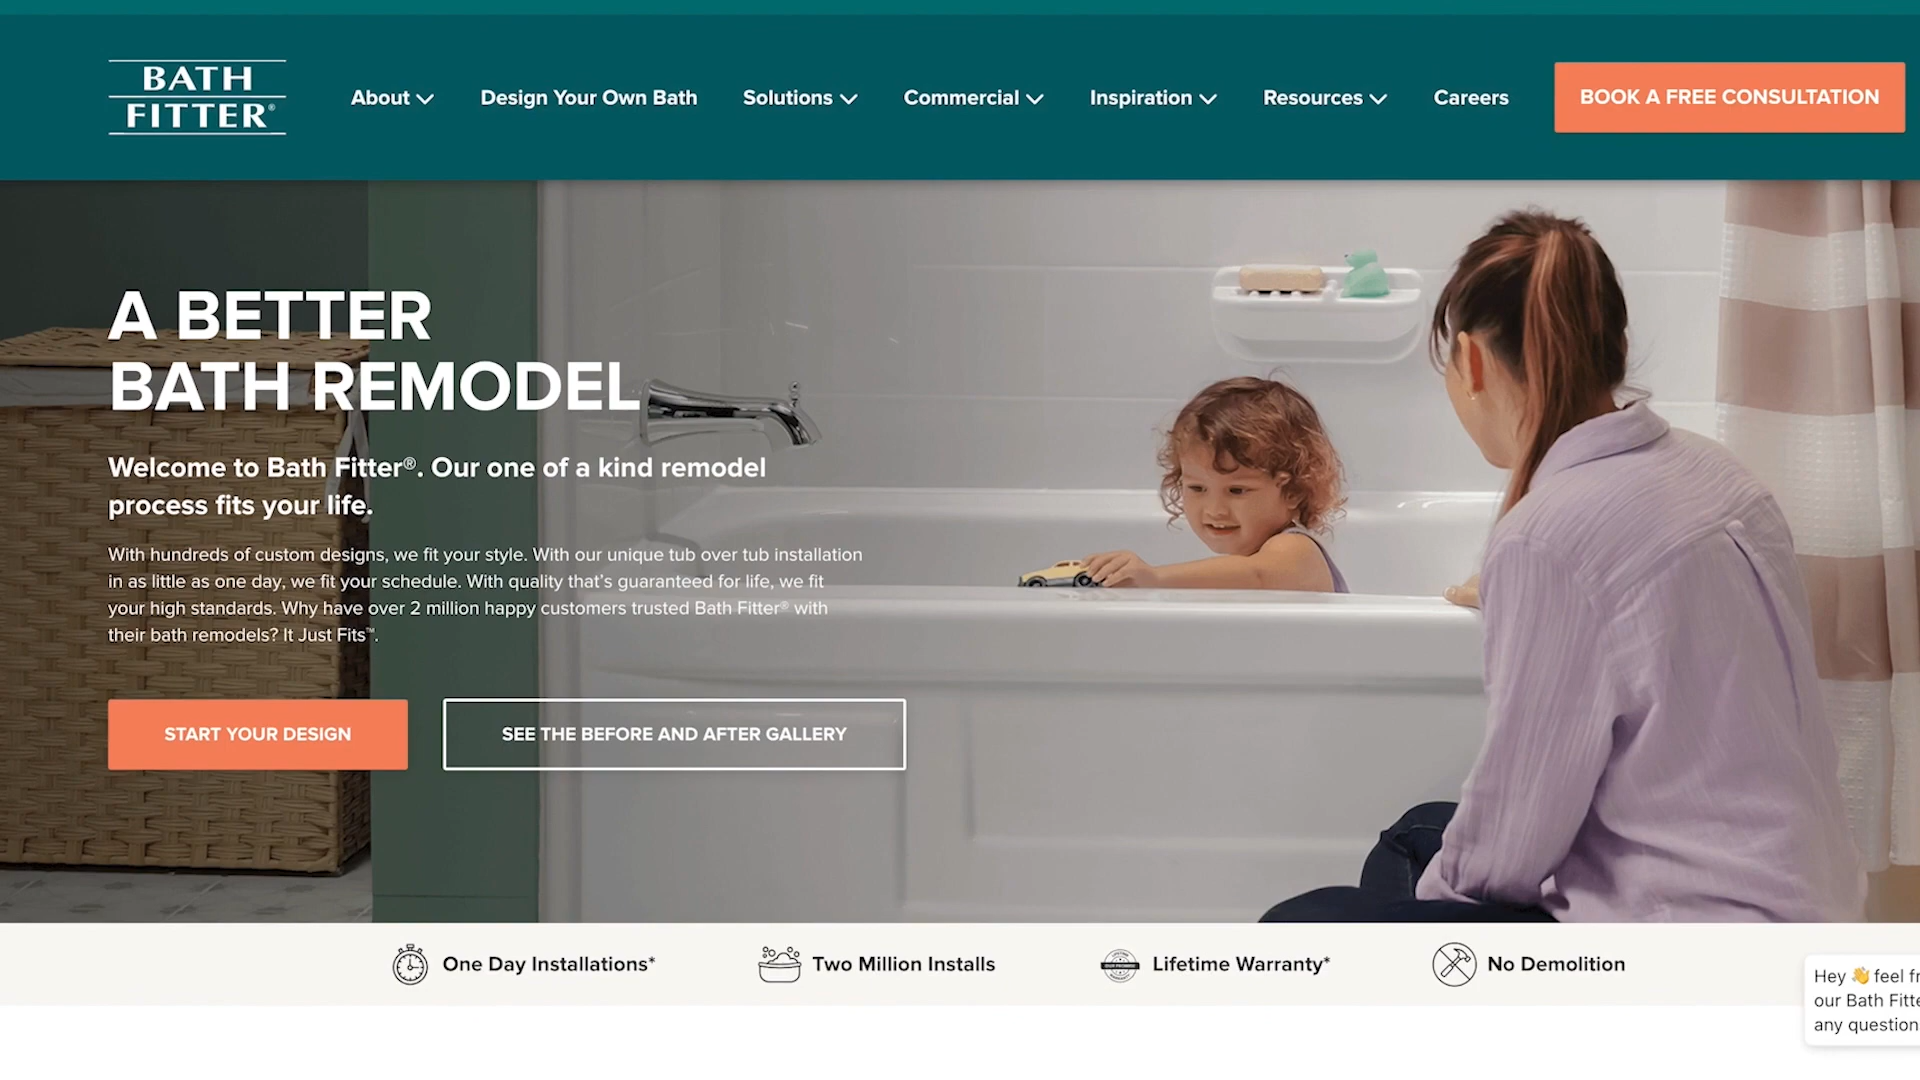 BATH
FITTER®
About
Design Your Own Bath
Solutions
Commercial
Inspiration
Resources
Careers
BOOK A FREE CONSULTATION
A BETTER
BATH REMODEL
Welcome to Bath Fitter®. Our one of a kind remodel
process fits your life.
With hundreds of custom designs, we fit your style. With our unique tub over tub installation
in as little as one day, we fit your schedule. With quality that's guaranteed for life, we fit
your high standards. Why have over 2 million happy customers trusted Bath Fitter® with
their bath remodels? It Just Fits™.
START YOUR DESIGN
SEE THE BEFORE AND AFTER GALLERY
One Day Installations*
Two Million Installs
Lifetime Warranty*
No Demolition
Hey 👋 feel fr
our Bath Fitte
any question